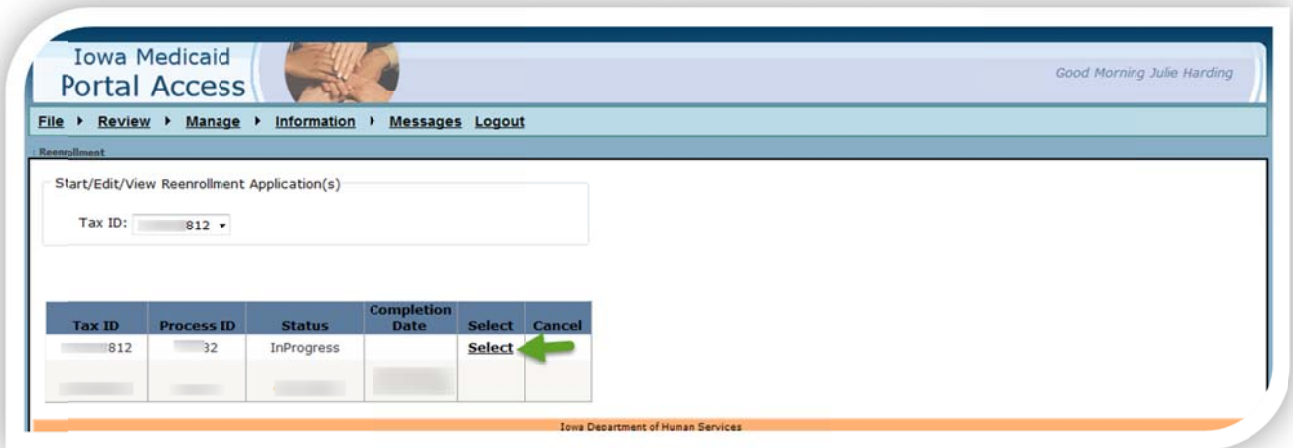 Iowa Medicaid
Portal Access
Good Morning Julie Harding
File Review Manage Information Messages Logout
: Reenrollment
Start/Edit/View Reenrollment Application(s)
Tax ID: 812
Tax ID Process ID Status Completion Date Select Cancel
812 32 InProgress Select
Iowa Department of Human Services